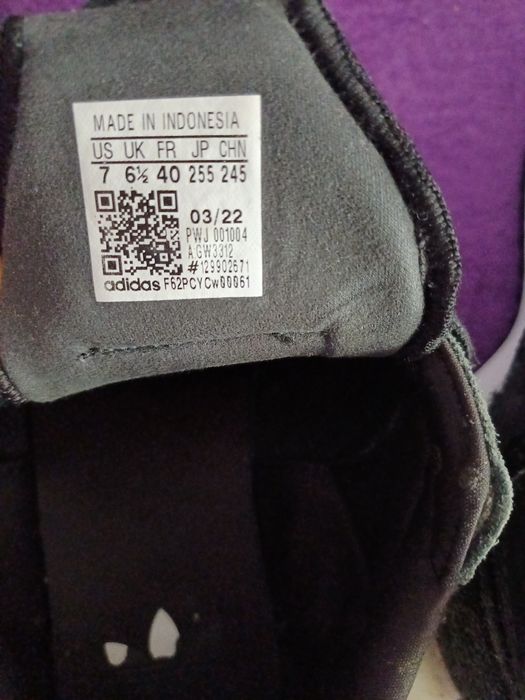 MADE IN INDONESIA
US UK FR JP CHN
7 6½ 40 255 245
03/22
PWJ 001004
A GW3312
#129902671
adidas F62PCYCw00061